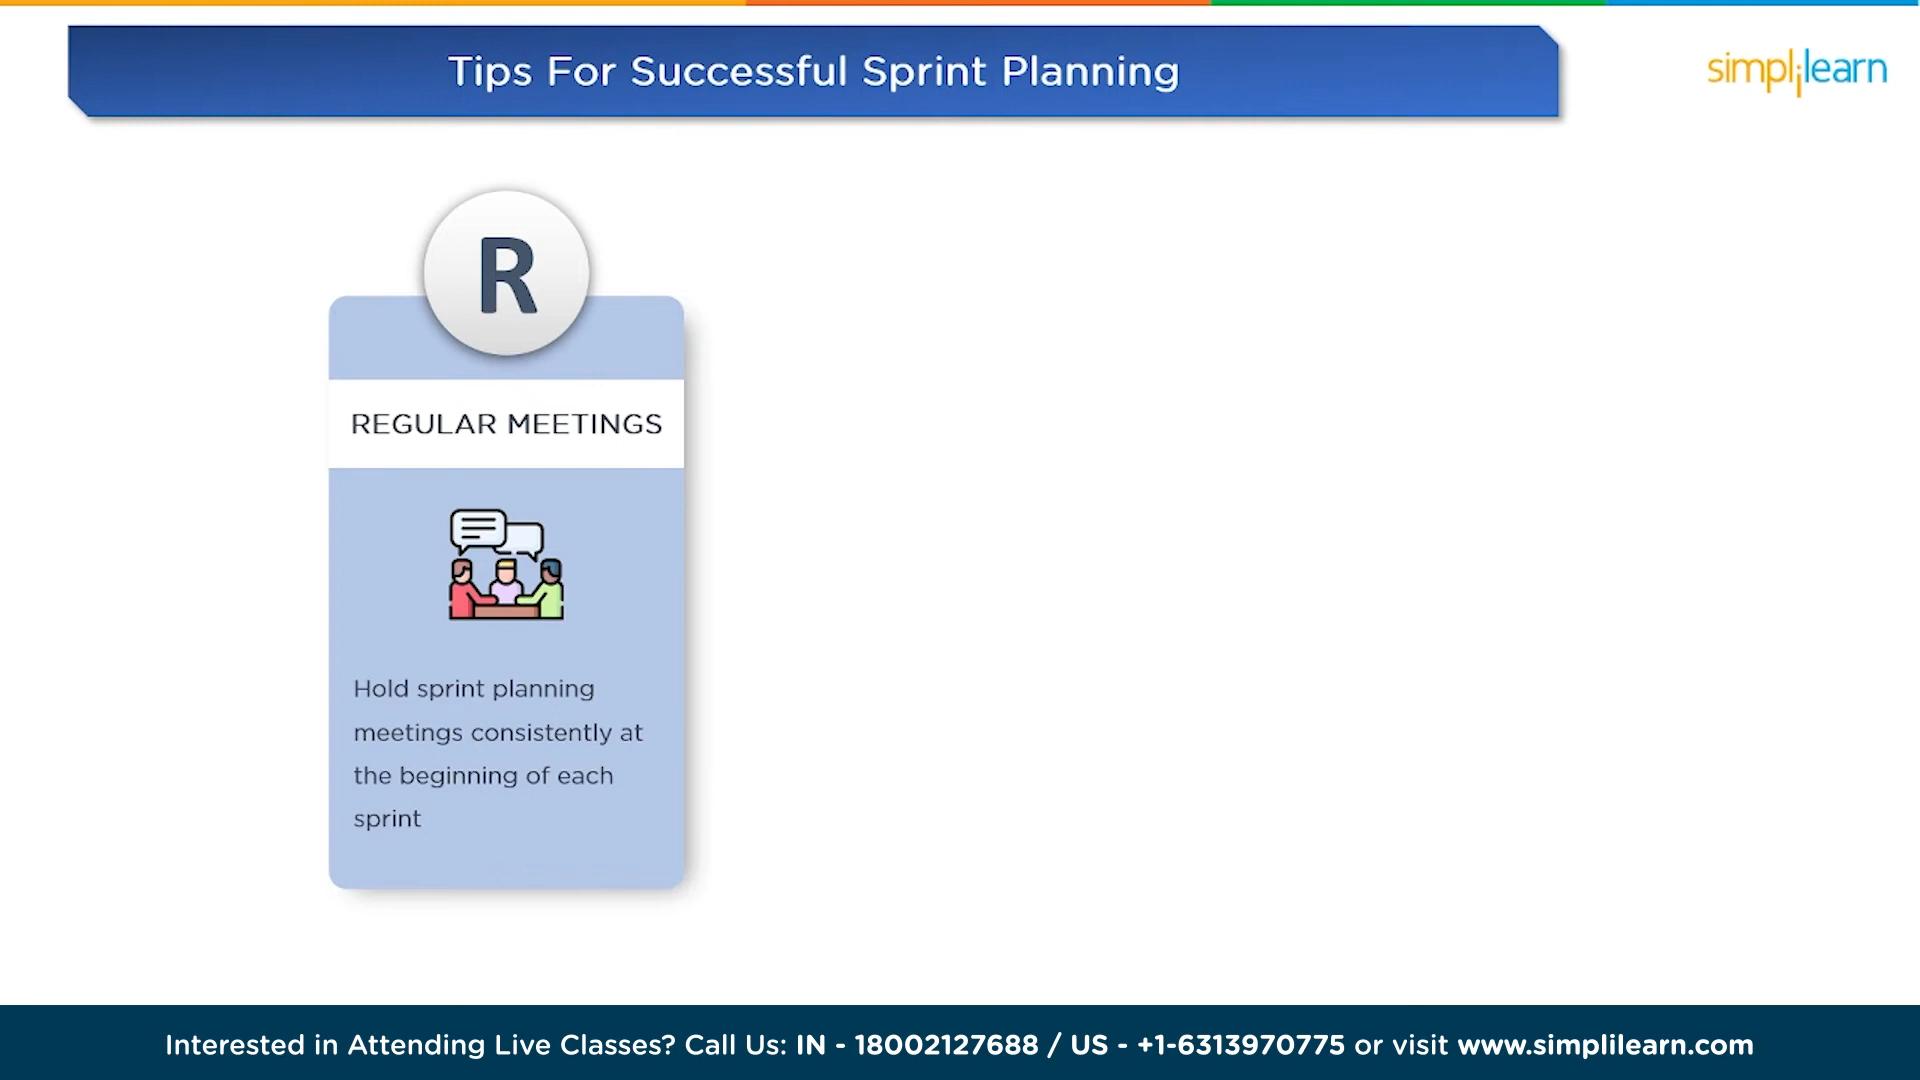 Tips For Successful Sprint Planning
simplilearn
R
REGULAR MEETINGS
Hold sprint planning
meetings consistently at
the beginning of each
sprint
Interested in Attending Live Classes? Call Us: IN - 18002127688 / US - +1-6313970775 or visit www.simplilearn.com